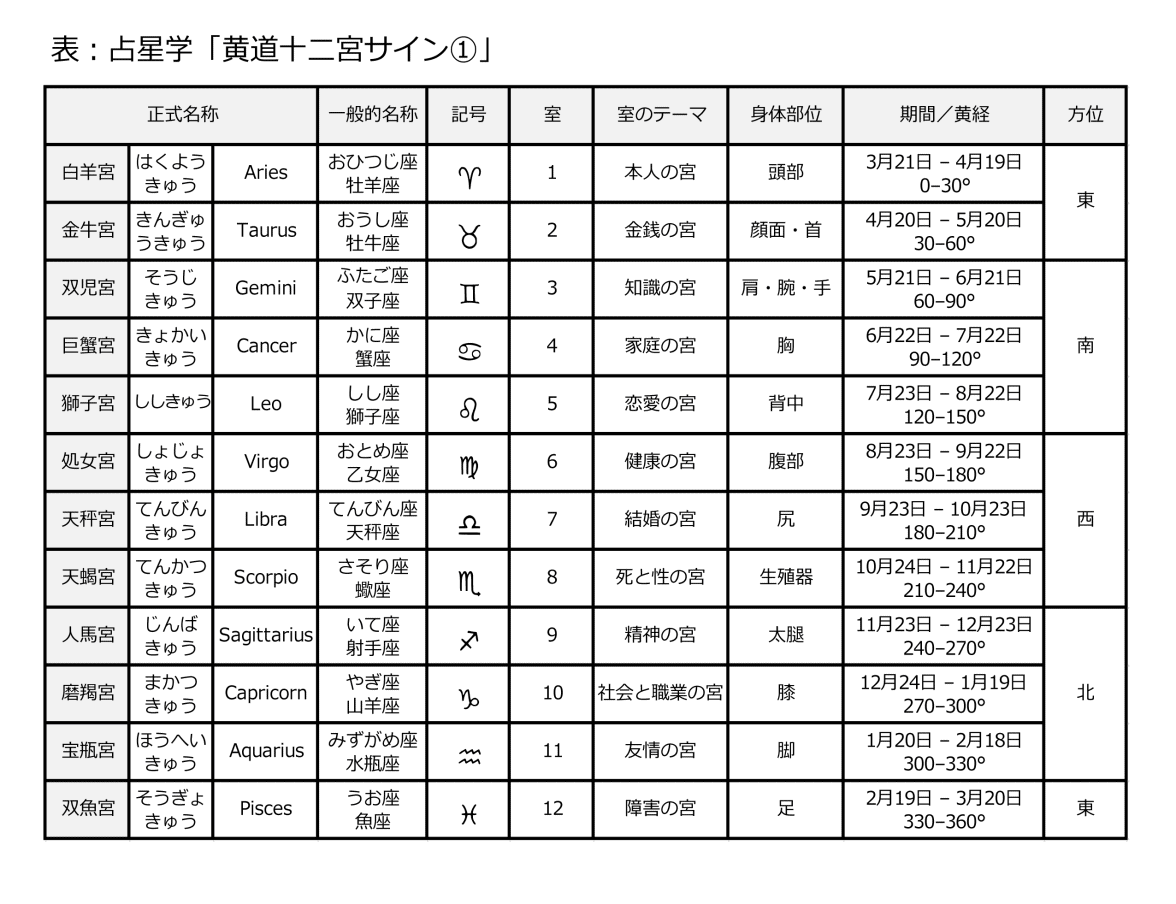 表：占星学「黄道十二宮サイン①」
正式名称 一般的名称 記号 室 室のテーマ 身体部位 期間／黄経 方位
白羊宮 はくよう Aries おひつじ座 ♈ 1 本人の宮 頭部 3月21日 – 4月19日 東
きゅう 牡羊座 0–30°
金牛宮 きんぎゅ Taurus おうし座 ♉ 2 金銭の宮 顔面・首 4月20日 – 5月20日
うきゅう 牡牛座 30–60°
双児宮 そうじ Gemini ふたご座 ♊ 3 知識の宮 肩・腕・手 5月21日 – 6月21日 南
きゅう 双子座 60–90°
巨蟹宮 きょかい Cancer かに座 ♋ 4 家庭の宮 胸 6月22日 – 7月22日
きゅう 蟹座 90–120°
獅子宮 ししきゅう Leo しし座 ♌ 5 恋愛の宮 背中 7月23日 – 8月22日
獅子座 120–150°
処女宮 しょじょ Virgo おとめ座 ♍ 6 健康の宮 腹部 8月23日 – 9月22日 西
きゅう 乙女座 150–180°
天秤宮 てんびん Libra てんびん座 ♎ 7 結婚の宮 尻 9月23日 – 10月23日
きゅう 天秤座 180–210°
天蝎宮 てんかつ Scorpio さそり座 ♏ 8 死と性の宮 生殖器 10月24日 – 11月22日
きゅう 蠍座 210–240°
人馬宮 じんば Sagittarius いて座 ♐ 9 精神の宮 太腿 11月23日 – 12月23日 北
きゅう 射手座 240–270°
磨羯宮 まかつ Capricorn やぎ座 ♑ 10 社会と職業の宮 膝 12月24日 – 1月19日
きゅう 山羊座 270–300°
宝瓶宮 ほうへい Aquarius みずがめ座 ♒ 11 友情の宮 脚 1月20日 – 2月18日
きゅう 水瓶座 300–330°
双魚宮 そうぎょ Pisces うお座 ♓ 12 障害の宮 足 2月19日 – 3月20日 東
きゅう 魚座 330–360°